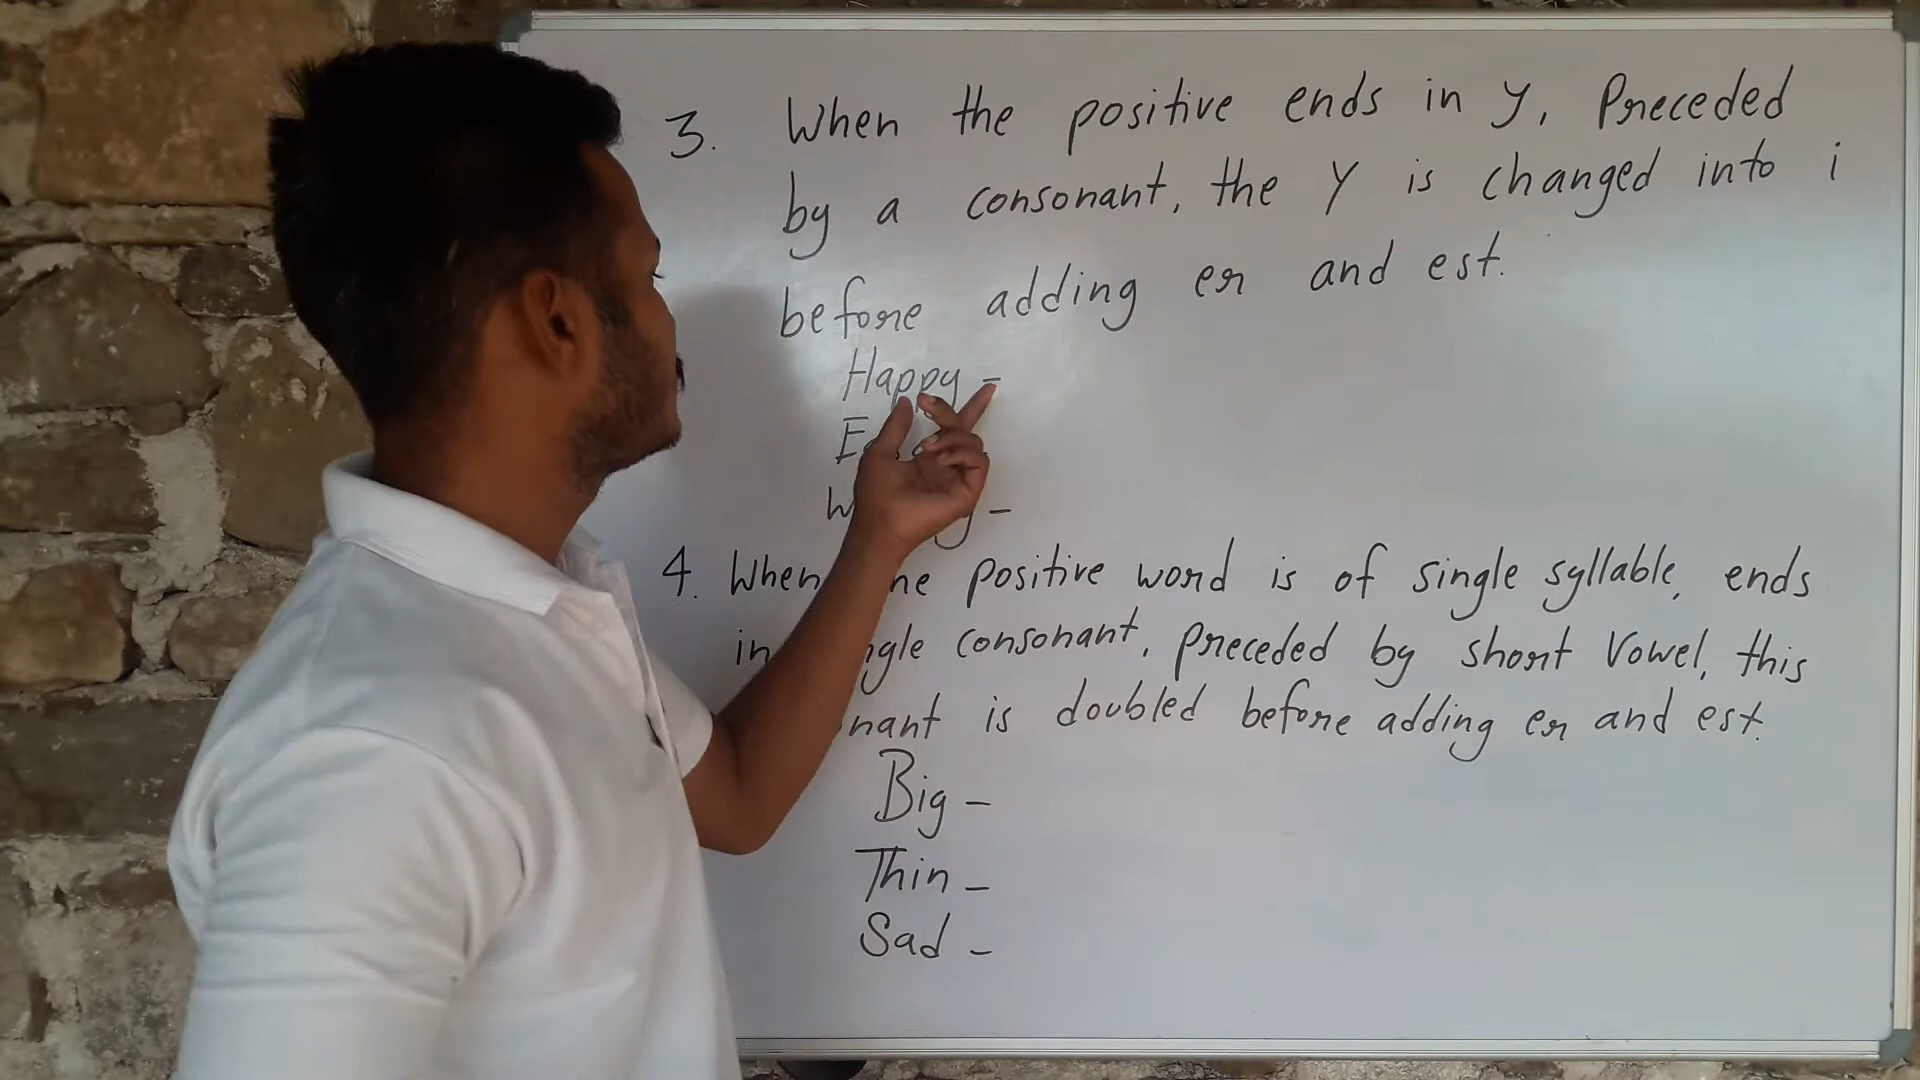 3. When the positive ends in y, Preceded
by a consonant, the Y is changed into i
before adding er and est.
Happy -
-
4. When positive word is of single syllable, ends
in consonant, preceded by short Vowel, this
is doubled before adding er and est.
Big -
Thin -
Sad -